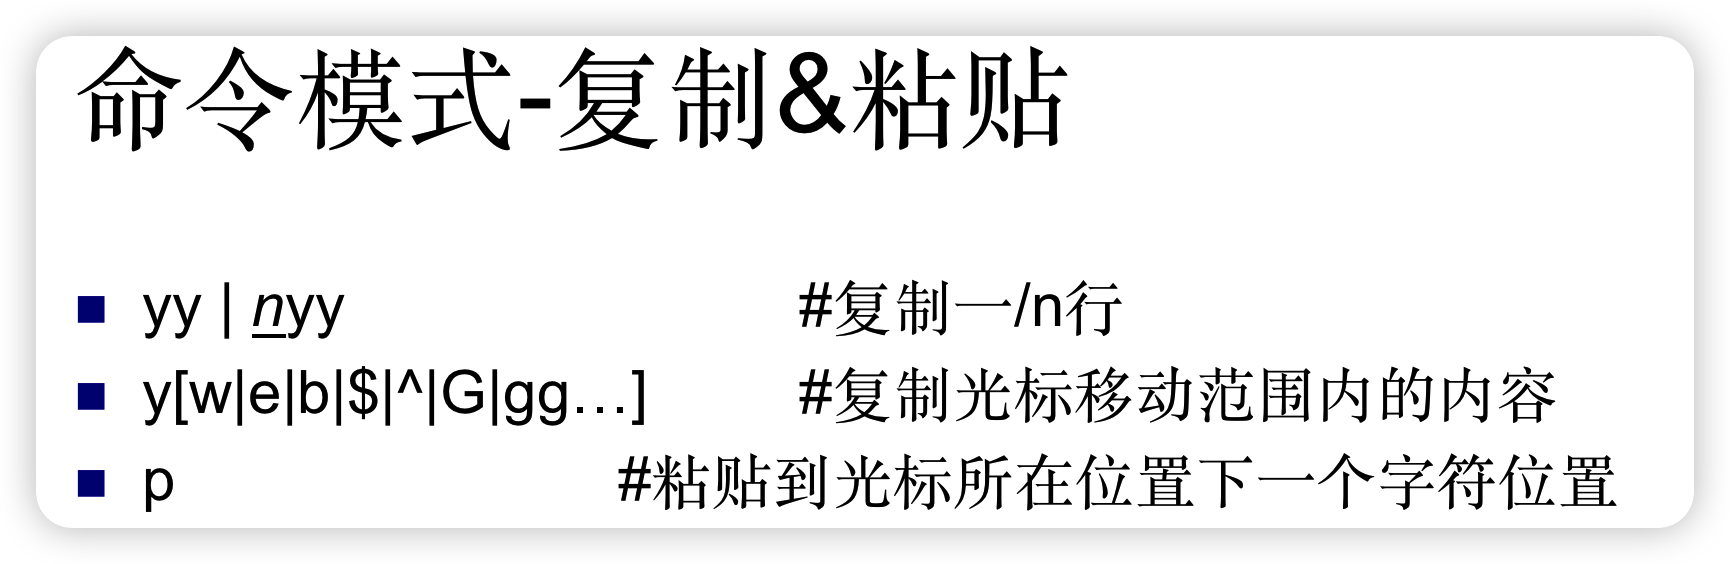 命令模式-复制&粘贴
■ yy | nyy #复制一/n行
■ y[w|e|b|$|^|G|gg…] #复制光标移动范围内的内容
■ p #粘贴到光标所在位置下一个字符位置